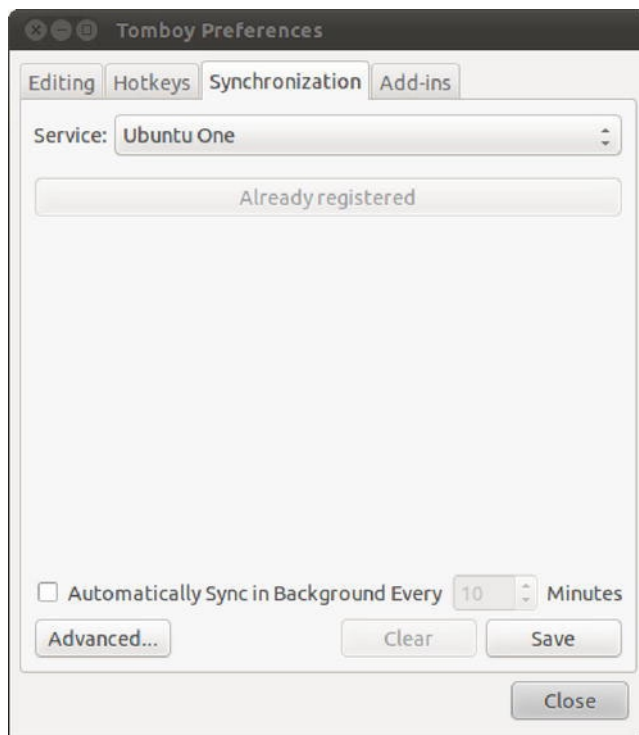 Tomboy Preferences
Editing Hotkeys Synchronization Add-ins
Service: Ubuntu One
Already registered
Automatically Sync in Background Every 10 Minutes
Advanced... Clear Save
Close